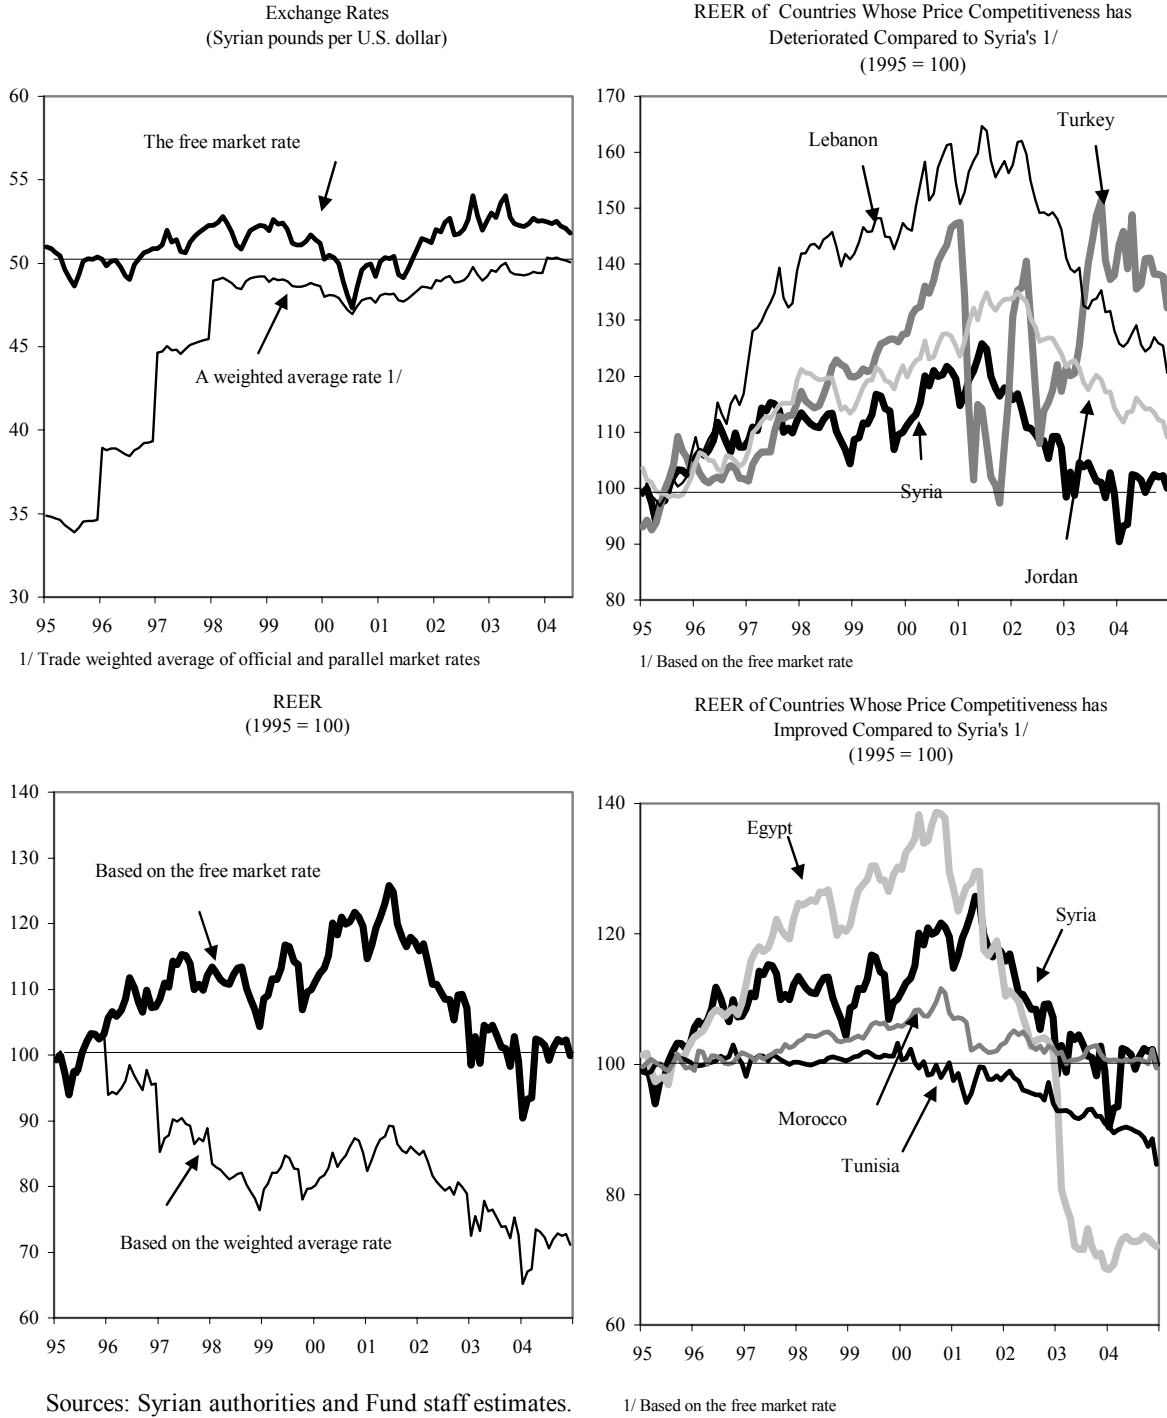 Exchange Rates
(Syrian pounds per U.S. dollar)
60
55
50
45
40
35
30
The free market rate
A weighted average rate 1/
95 96 97 98 99 00 01 02 03 04
1/ Trade weighted average of official and parallel market rates
REER of Countries Whose Price Competitiveness has
Deteriorated Compared to Syria's 1/
(1995 = 100)
170
160
150
140
130
120
110
100
90
80
Lebanon
Turkey
Syria
Jordan
95 96 97 98 99 00 01 02 03 04
1/ Based on the free market rate
REER
(1995 = 100)
140
130
120
110
100
90
80
70
60
Based on the free market rate
Based on the weighted average rate
95 96 97 98 99 00 01 02 03 04
REER of Countries Whose Price Competitiveness has
Improved Compared to Syria's 1/
(1995 = 100)
140
120
100
80
60
Egypt
Syria
Morocco
Tunisia
95 96 97 98 99 00 01 02 03 04
Sources: Syrian authorities and Fund staff estimates.
1/ Based on the free market rate